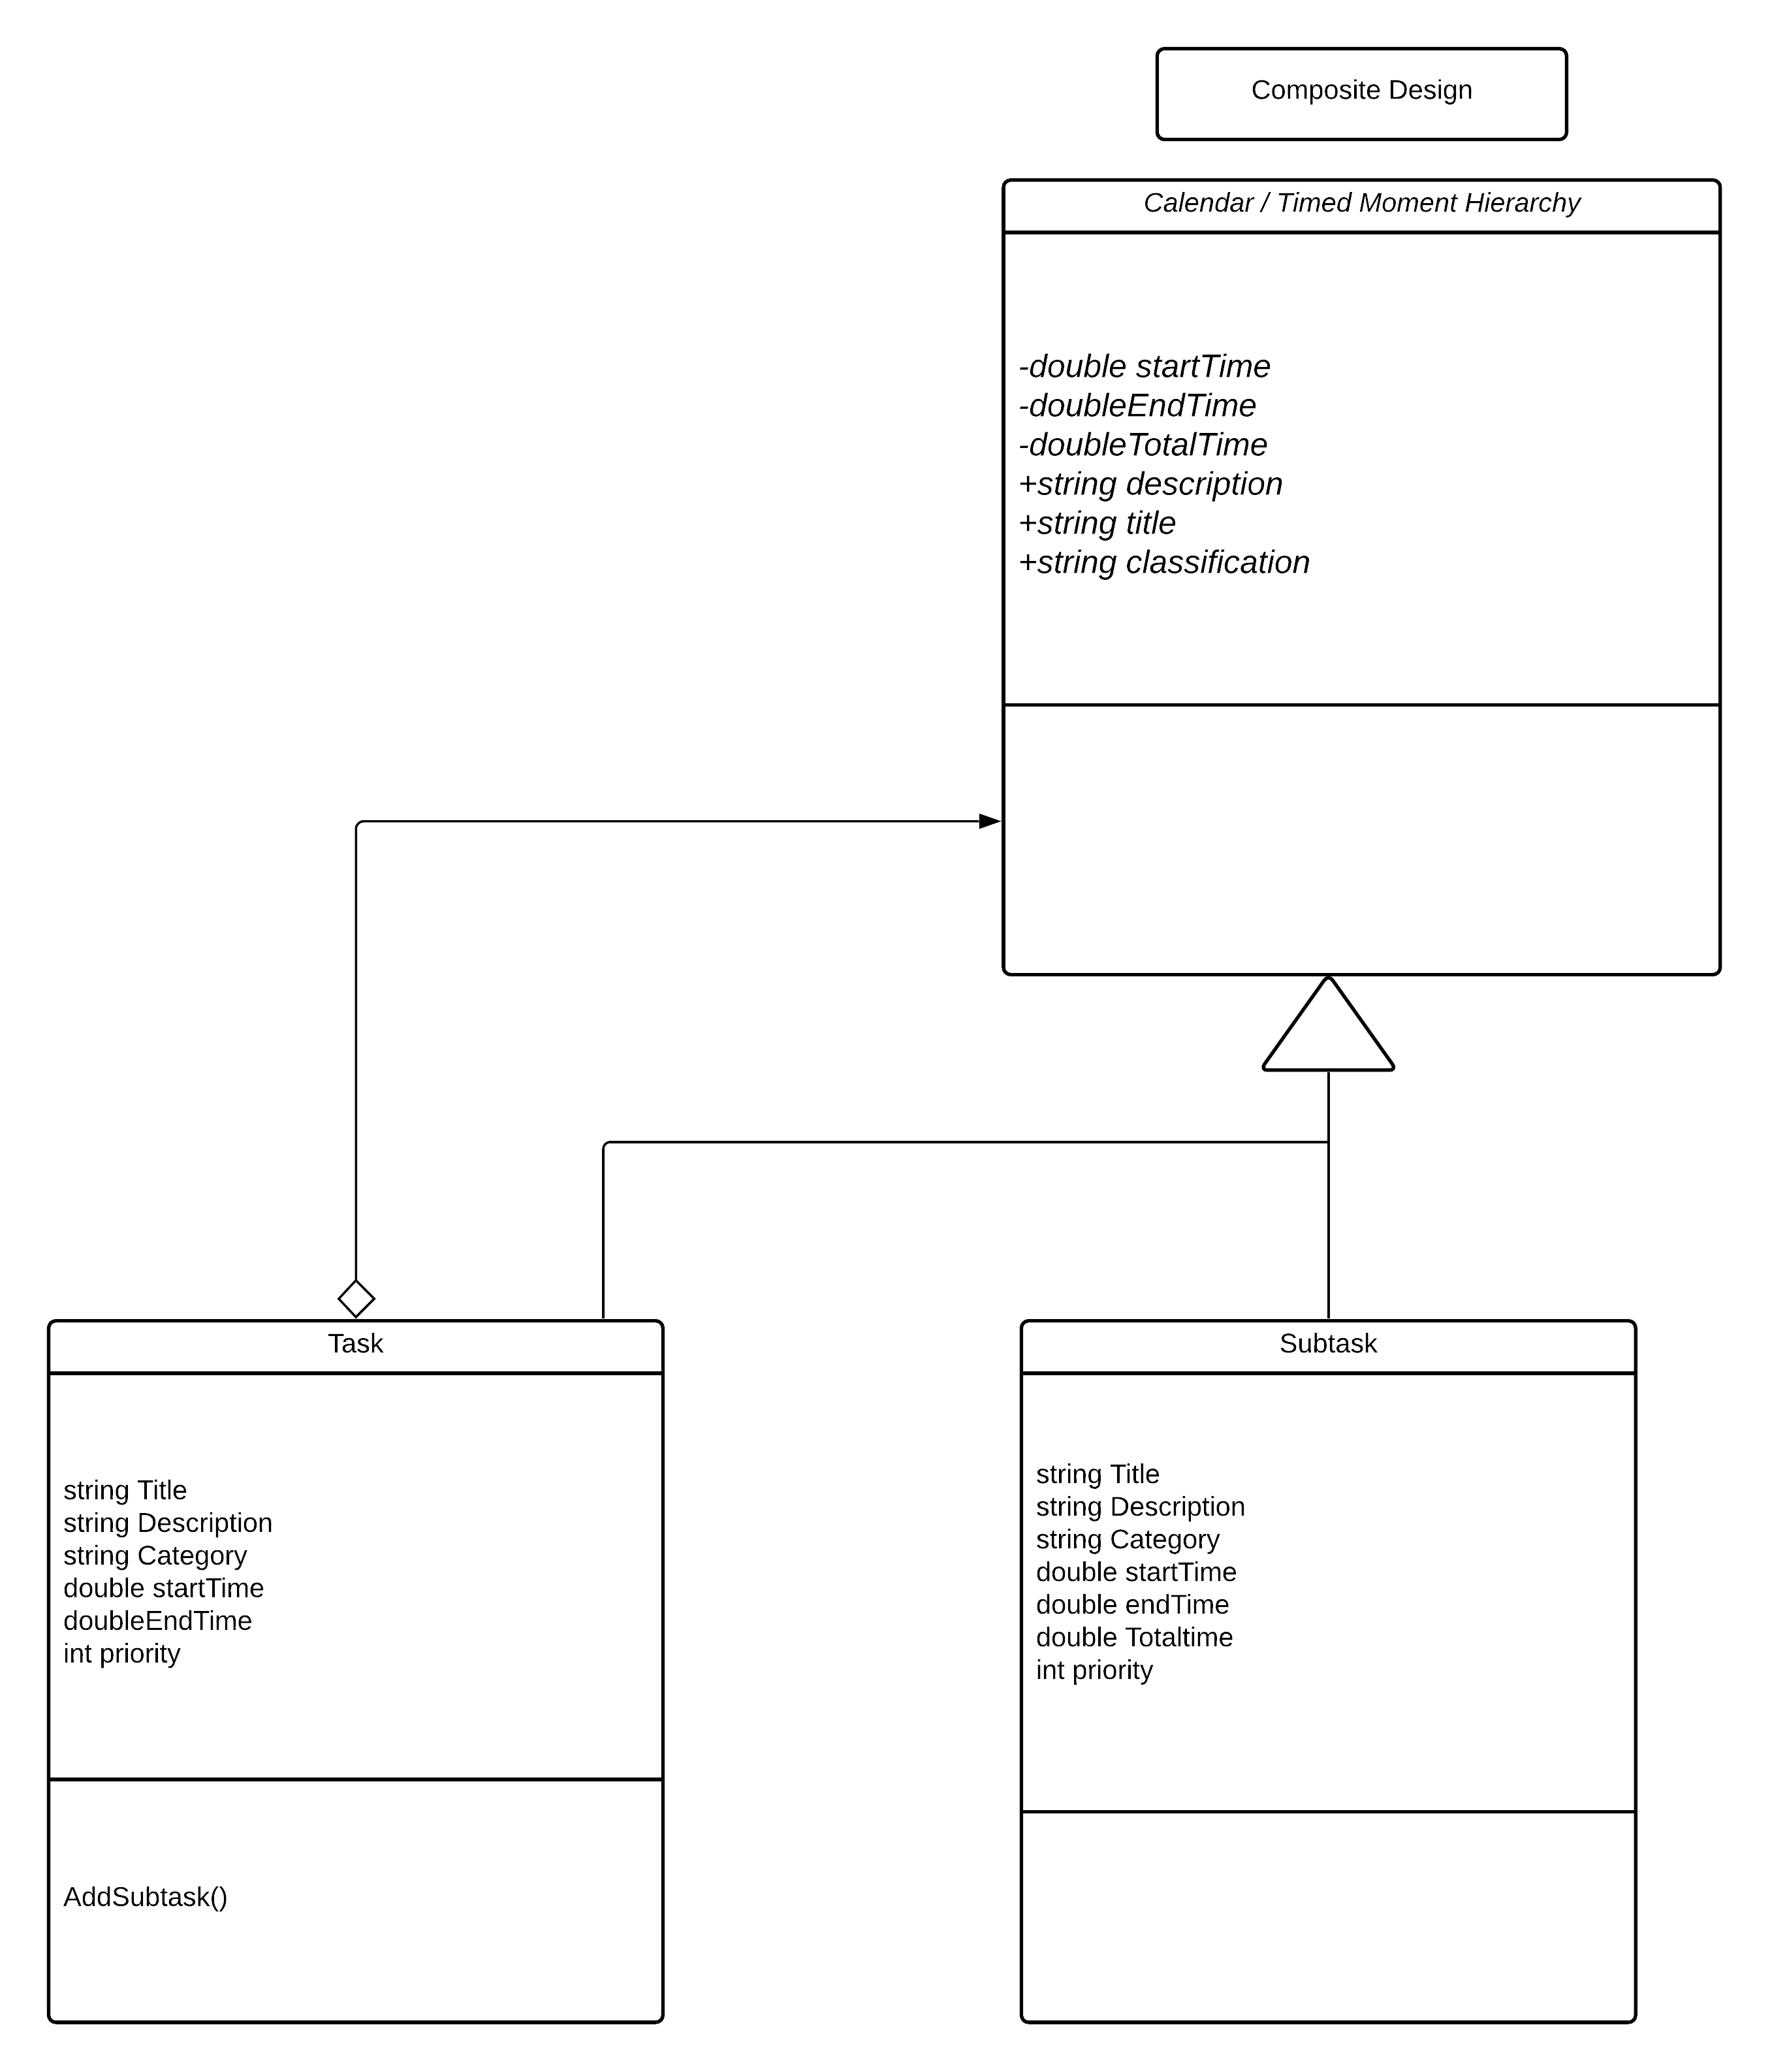 Composite Design
Calendar / Timed Moment Hierarchy
-double startTime
-doubleEndTime
-doubleTotalTime
+string description
+string title
+string classification
Task
string Title
string Description
string Category
double startTime
doubleEndTime
int priority
AddSubtask()
Subtask
string Title
string Description
string Category
double startTime
double endTime
double Totaltime
int priority